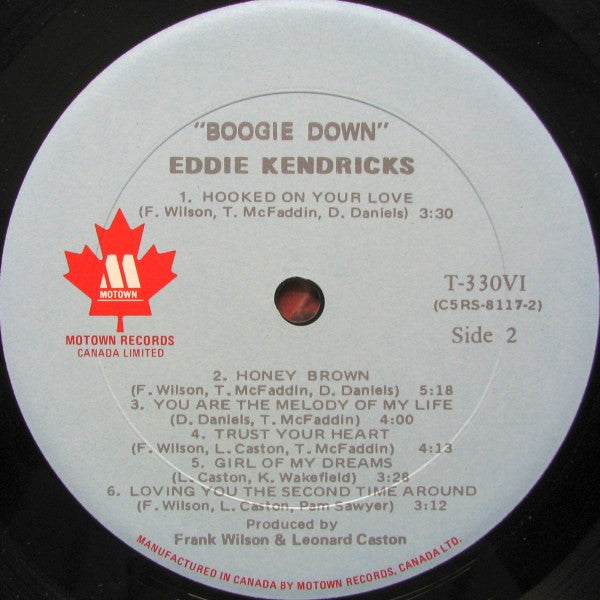 "BOOGIE DOWN"
EDDIE KENDRICKS
1. HOOKED ON YOUR LOVE
(F. Wilson, T. McFaddin, D. Daniels) 3:30
M
MOTOWN
MOTOWN RECORDS
CANADA LIMITED
T-330VI
(C5RS-8117-2)
Side 2
2. HONEY BROWN
(F. Wilson, T. McFaddin, D. Daniels) 5:18
3. YOU ARE THE MELODY OF MY LIFE
(D. Daniels, T. McFaddin) 4:00
4. TRUST YOUR HEART
(F. Wilson, L. Caston, T. McFaddin) 4:13
5. GIRL OF MY DREAMS
(L. Caston, K. Wakefield) 3:28
6. LOVING YOU THE SECOND TIME AROUND
(F. Wilson, L. Caston, Pam Sawyer) 3:12
Produced by
Frank Wilson & Leonard Caston
MANUFACTURED IN CANADA BY MOTOWN RECORDS, CANADA LTD.